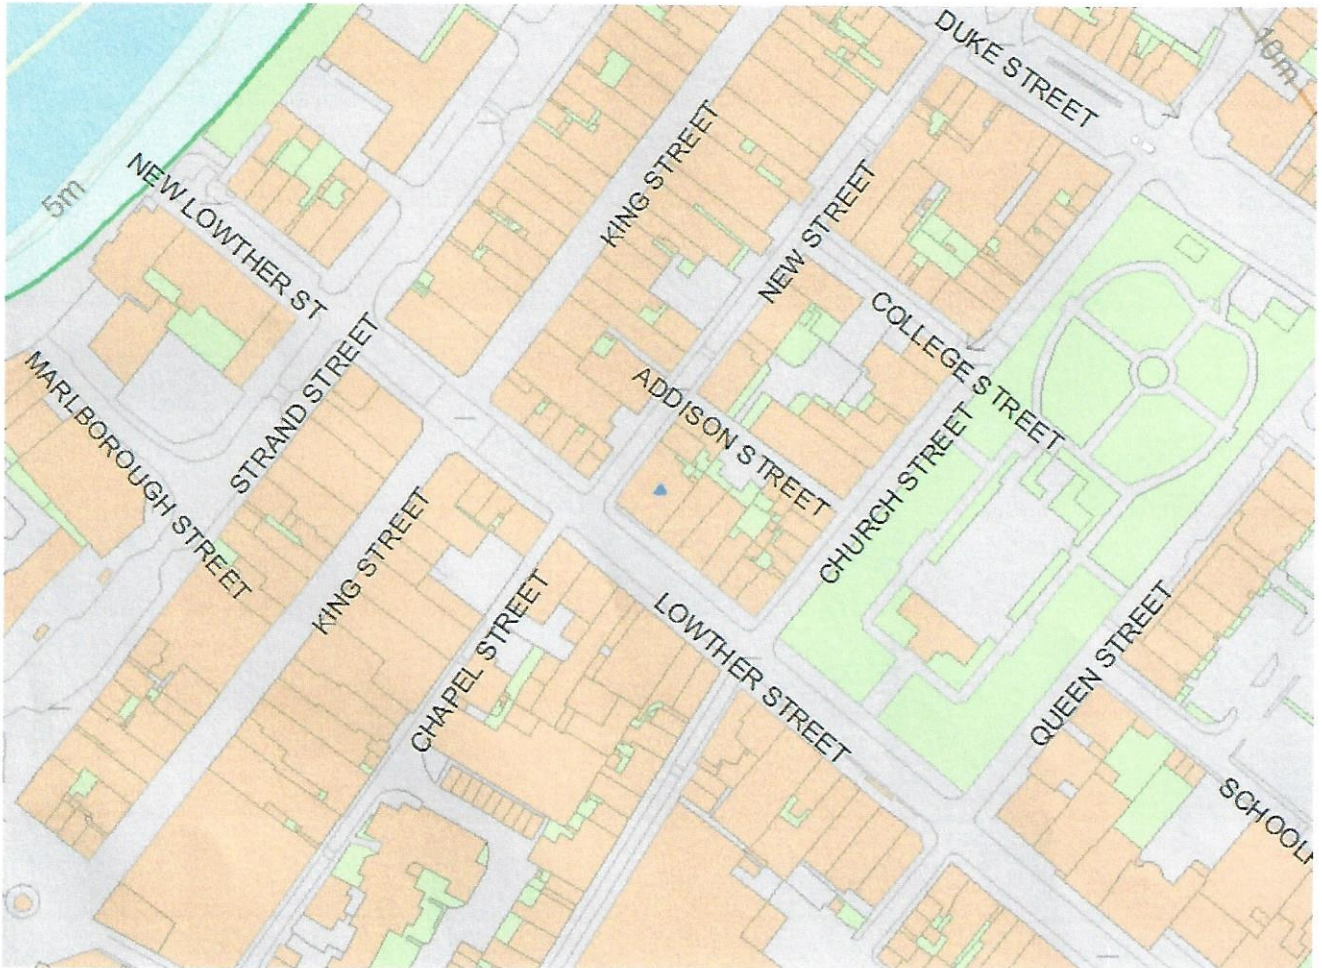 DUKE STREET
10m
KING STREET
NEW LOWTHER ST
5m
NEW STREET
COLLEGE STREET
STRAND STREET
MARLBOROUGH STREET
ADDISON STREET
CHURCH STREET
KING STREET
CHAPEL STREET
LOWTHER STREET
QUEEN STREET
SCHOOL